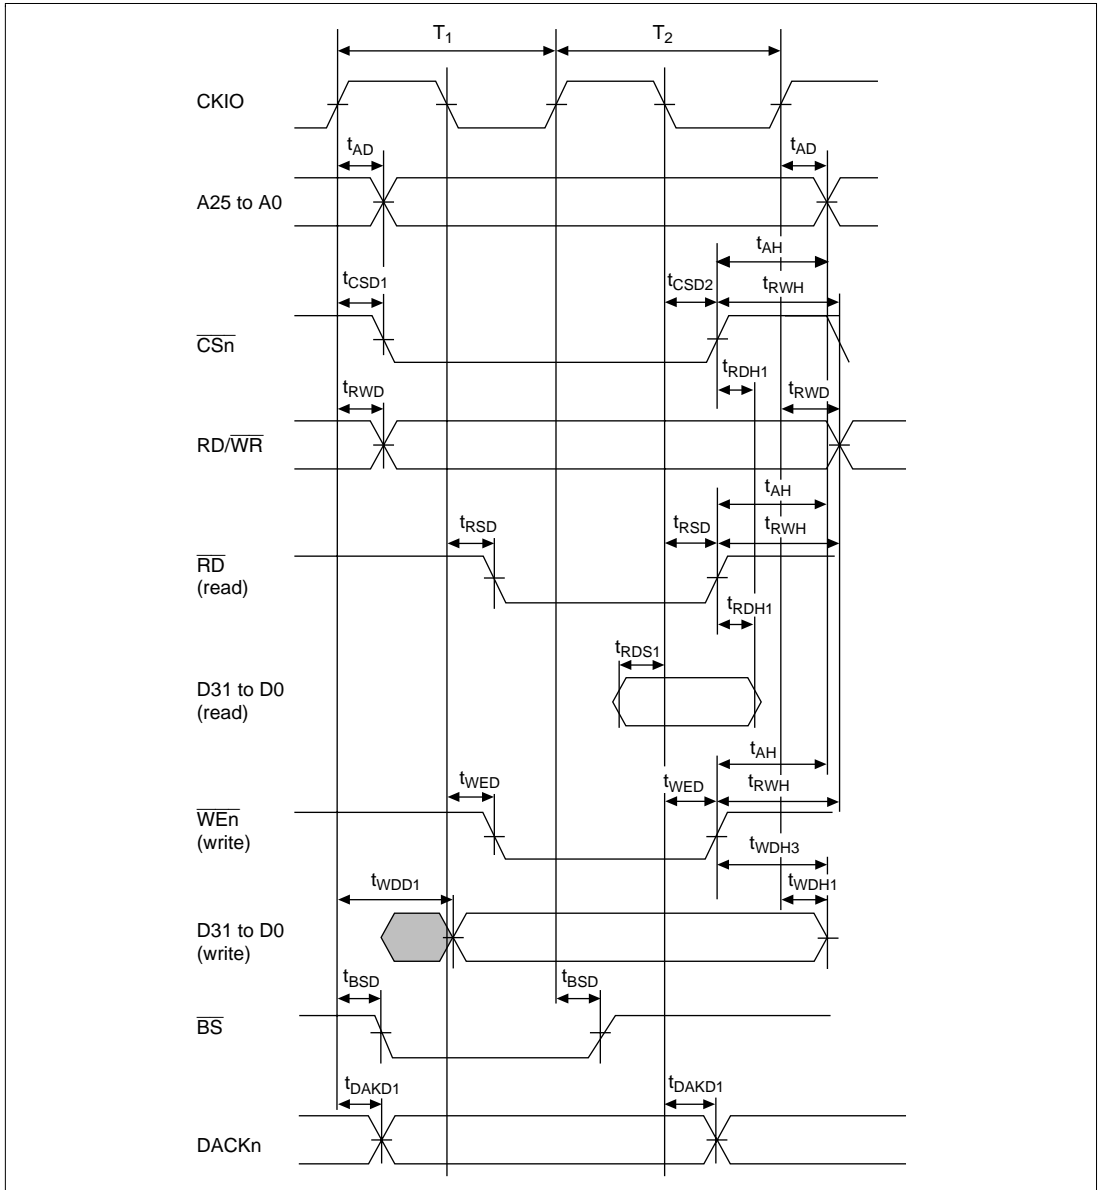 T1 T2
CKIO
tAD tAD
A25 to A0
tAH
tCSD1 tCSD2 tRWH
CSn
tRDH1
tRWD tRWD
RD/WR
tAH
tRSD tRSD tRWH
RD
(read)
tRDH1
tRDS1
D31 to D0
(read)
tAH
tWED tWED tRWH
WEn
(write)
tWDH3
tWDD1 tWDH1
D31 to D0
(write)
tBSD tBSD
BS
tDAKD1 tDAKD1
DACKn